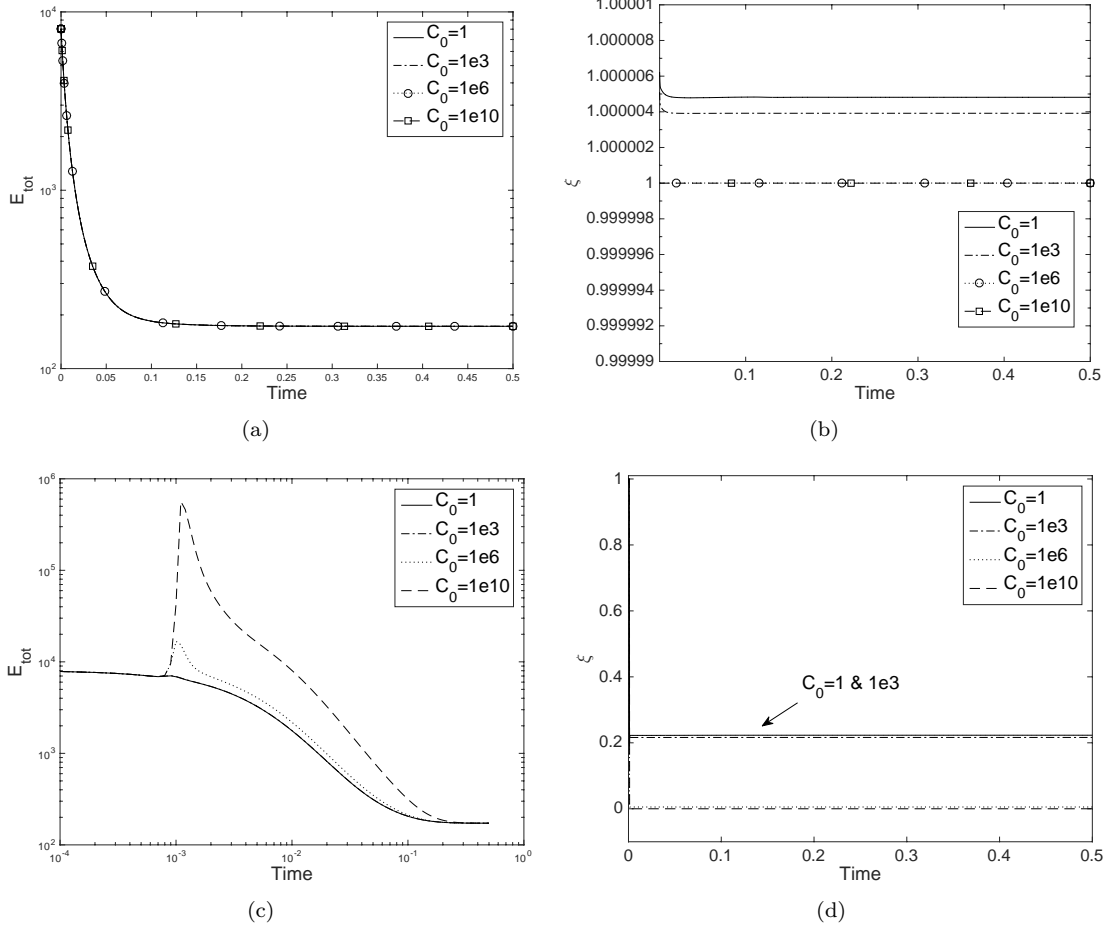 10^4
10^3
10^2
E_tot
0 0.05 0.1 0.15 0.2 0.25 0.3 0.35 0.4 0.45 0.5
Time
C_0=1
C_0=1e3
C_0=1e6
C_0=1e10
(a)
1.00001
1.000008
1.000006
1.000004
1.000002
1
0.999998
0.999996
0.999994
0.999992
0.99999
ξ
0.1 0.2 0.3 0.4 0.5
Time
C_0=1
C_0=1e3
C_0=1e6
C_0=1e10
(b)
10^6
10^5
10^4
10^3
10^2
E_tot
10^-4 10^-3 10^-2 10^-1 10^0
Time
C_0=1
C_0=1e3
C_0=1e6
C_0=1e10
(c)
1
0.8
0.6
0.4
0.2
0
ξ
0 0.1 0.2 0.3 0.4 0.5
Time
C_0=1
C_0=1e3
C_0=1e6
C_0=1e10
C_0=1 & 1e3
(d)